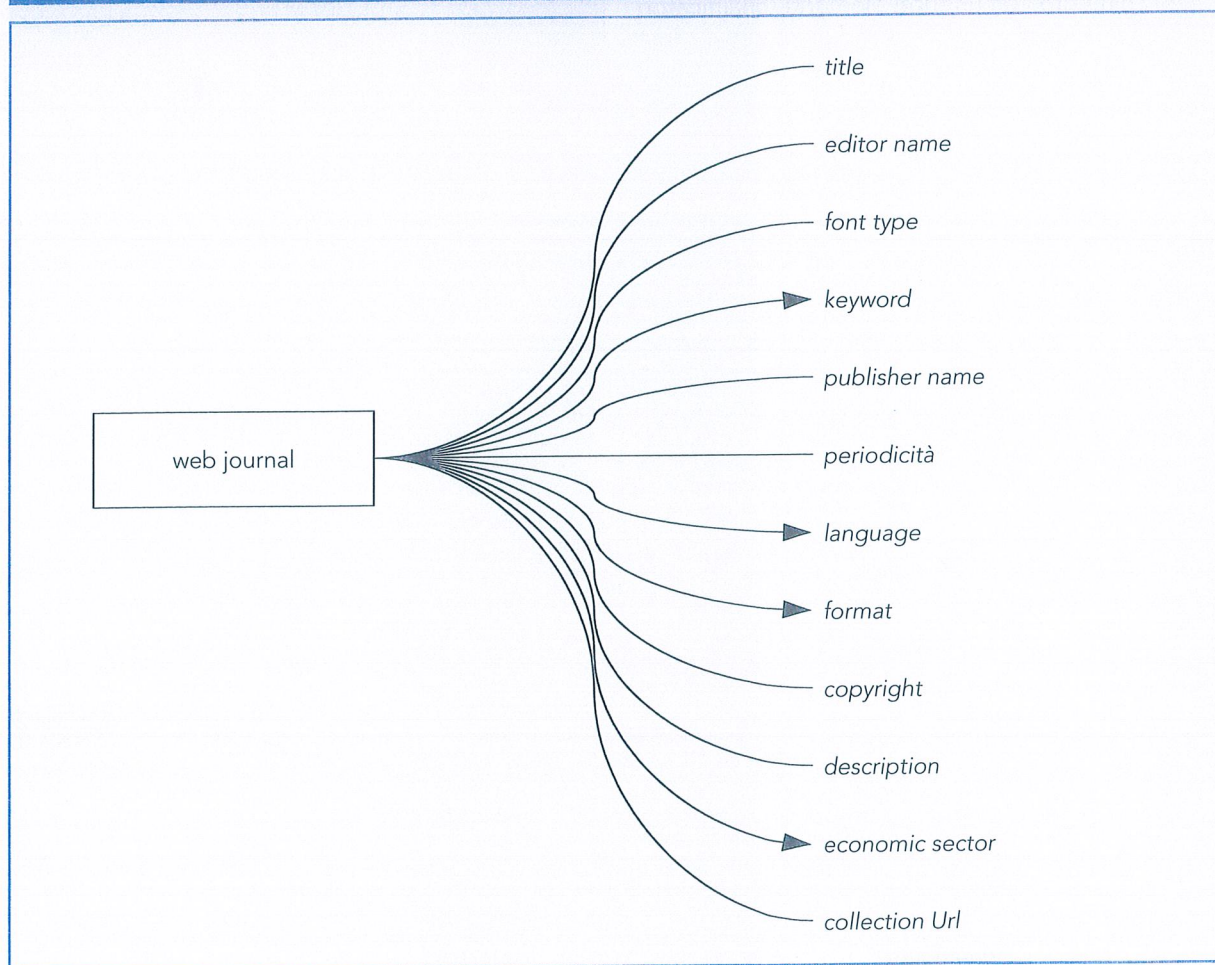 title
editor name
font type
keyword
publisher name
web journal
periodicità
language
format
copyright
description
economic sector
collection Url